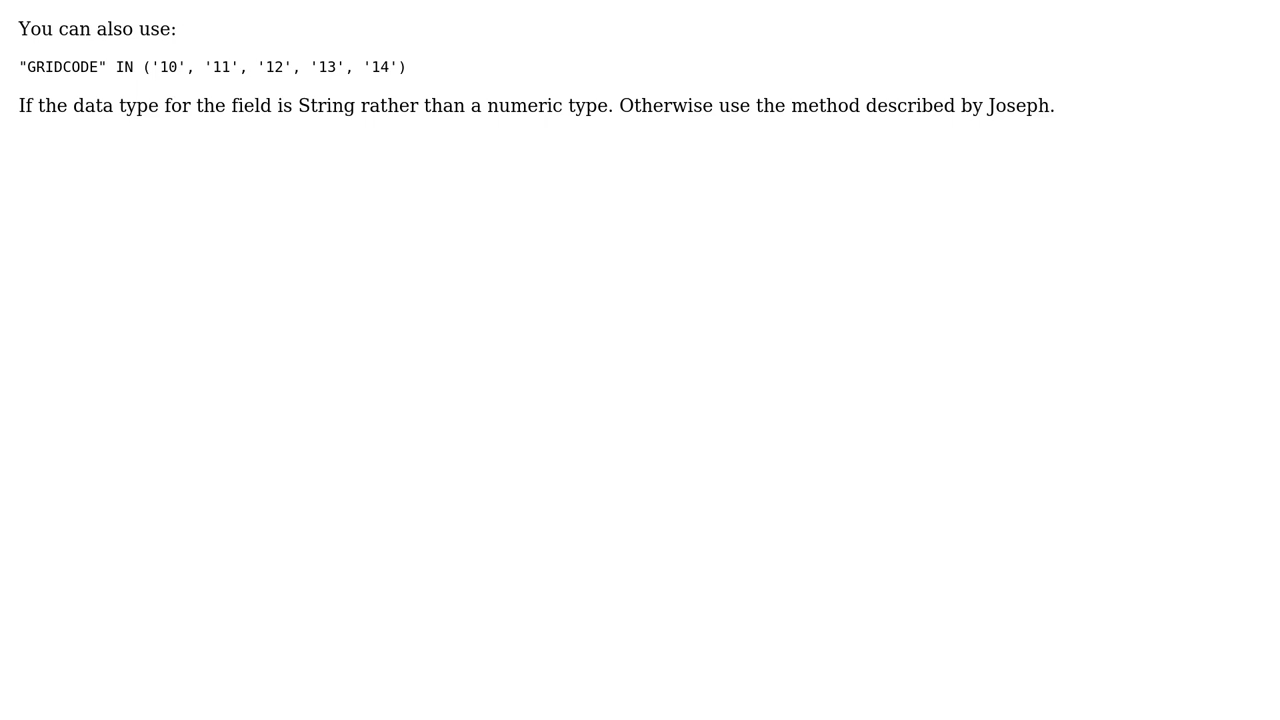 You can also use:
"GRIDCODE" IN ('10', '11', '12', '13', '14')
If the data type for the field is String rather than a numeric type. Otherwise use the method described by Joseph.